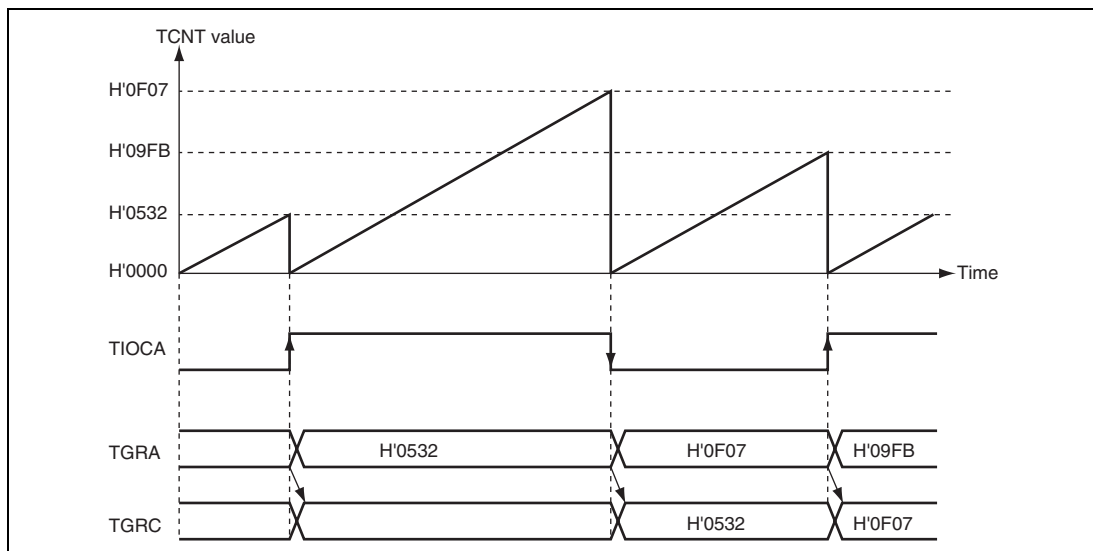 TCNT value
H'0F07
H'09FB
H'0532
H'0000
Time
TIOCA
TGRA
H'0532
H'0F07
H'09FB
TGRC
H'0532
H'0F07